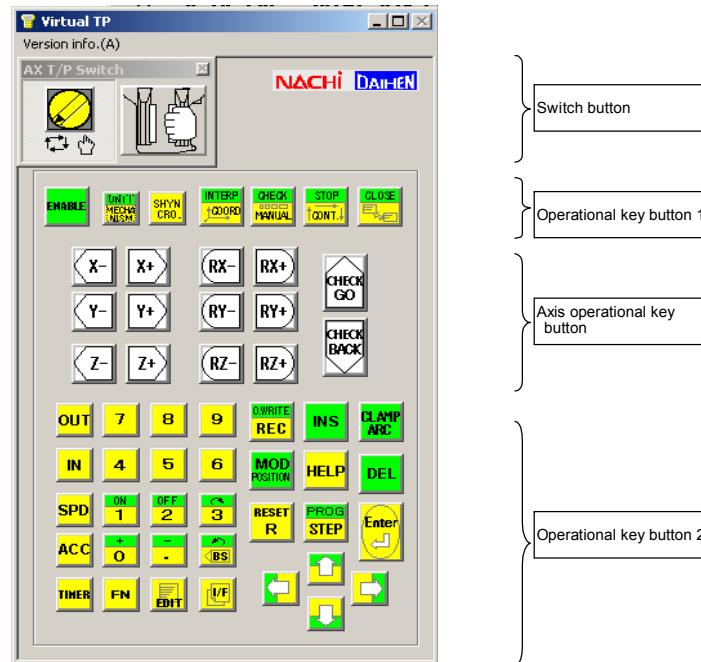 Virtual TP
Version info.(A)
AX T/P Switch
NACHi DAIHEN
Switch button
ENABLE
UNIT
MECHA
NISM
SHYN
CRO.
INTERP
COORD
CHECK
MANUAL
STOP
CONT.
CLOSE
Operational key button 1
X- X+ RX- RX+
CHECK
GO
Y- Y+ RY- RY+
CHECK
BACK
Z- Z+ RZ- RZ+
Axis operational key
button
OUT 7 8 9
O.WRITE
REC
INS
CLAMP
ARC
IN 4 5 6
MOD
POSITION
HELP
DEL
SPD
ON
1
OFF
2
3
RESET
R
PROG
STEP
Enter
ACC
+
0
-
.
BS
TIMER
FN
EDIT
I/F
Operational key button 2